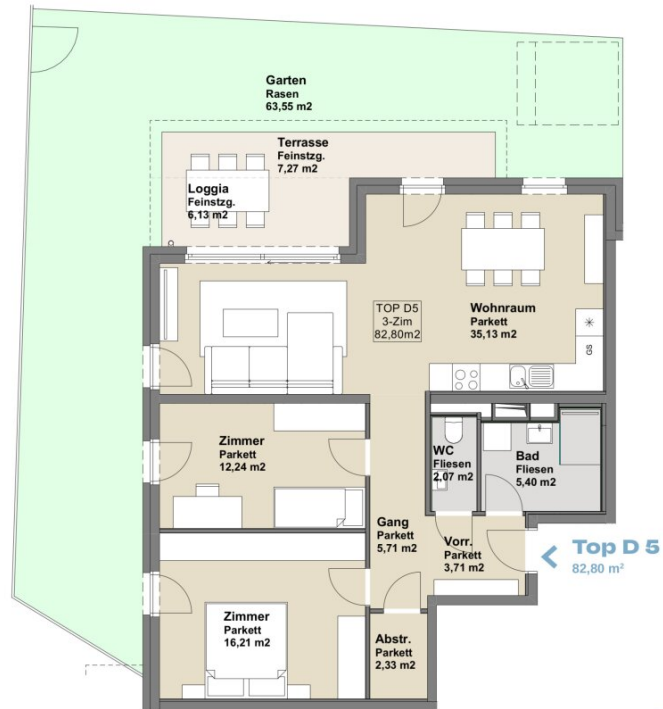 Garten
Rasen
63,55 m2
Terrasse
Feinstzg.
7,27 m2
Loggia
Feinstzg.
6,13 m2
TOP D5
3-Zim
82,80m2
Wohnraum
Parkett
35,13 m2
GS
Zimmer
Parkett
12,24 m2
WC
Fliesen
2,07 m2
Bad
Fliesen
5,40 m2
Gang
Parkett
5,71 m2
Vorr.
Parkett
3,71 m2
Top D 5
82,80 m²
Zimmer
Parkett
16,21 m2
Abstr.
Parkett
2,33 m2